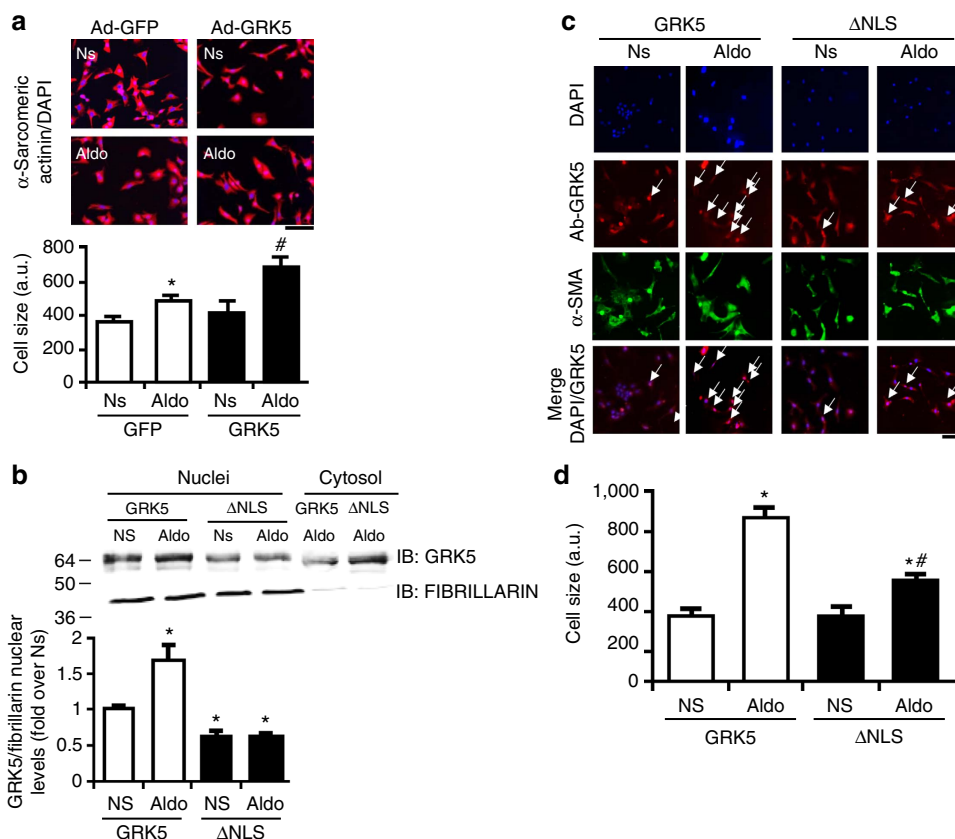 a
Ad-GFP Ad-GRK5
Ns Ns
Aldo Aldo
α-Sarcomeric
actinin/DAPI
Cell size (a.u.)
800
600
400
200
0
* #
Ns Aldo Ns Aldo
GFP GRK5
b
Nuclei Cytosol
GRK5 ΔNLS GRK5 ΔNLS
NS Aldo Ns Aldo Aldo Aldo
64 IB: GRK5
50
IB: FIBRILLARIN
36
GRK5/fibrillarin nuclear
levels (fold over Ns)
2
1.5
1
0.5
0
* * *
NS Aldo NS Aldo
GRK5 ΔNLS
c
GRK5 ΔNLS
Ns Aldo Ns Aldo
DAPI
Ab-GRK5
α-SMA
Merge
DAPI/GRK5
d
Cell size (a.u.)
1,000
800
600
400
200
0
* *#
NS Aldo NS Aldo
GRK5 ΔNLS